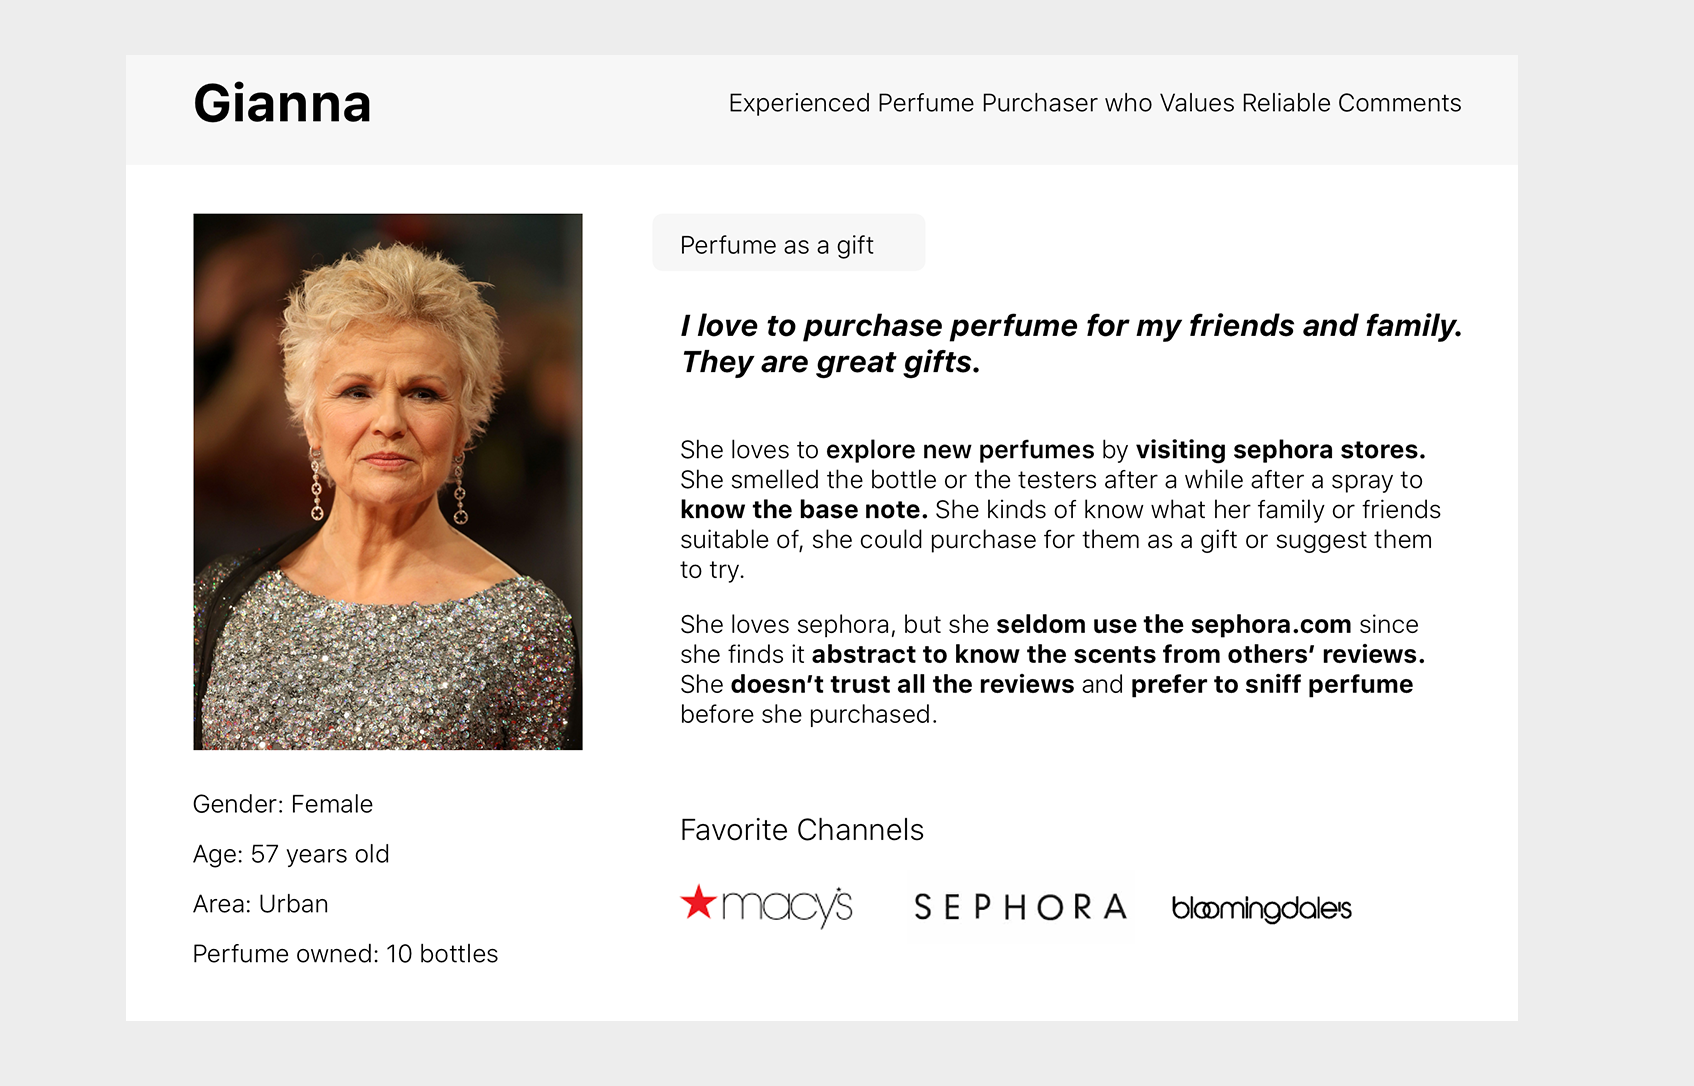 Gianna
Experienced Perfume Purchaser who Values Reliable Comments
Perfume as a gift
I love to purchase perfume for my friends and family.
They are great gifts.
She loves to explore new perfumes by visiting sephora stores.
She smelled the bottle or the testers after a while after a spray to
know the base note. She kinds of know what her family or friends
suitable of, she could purchase for them as a gift or suggest them
to try.
She loves sephora, but she seldom use the sephora.com since
she finds it abstract to know the scents from others’ reviews.
She doesn’t trust all the reviews and prefer to sniff perfume
before she purchased.
Gender: Female
Age: 57 years old
Area: Urban
Perfume owned: 10 bottles
Favorite Channels
macy's
SEPHORA
bloomingdale's